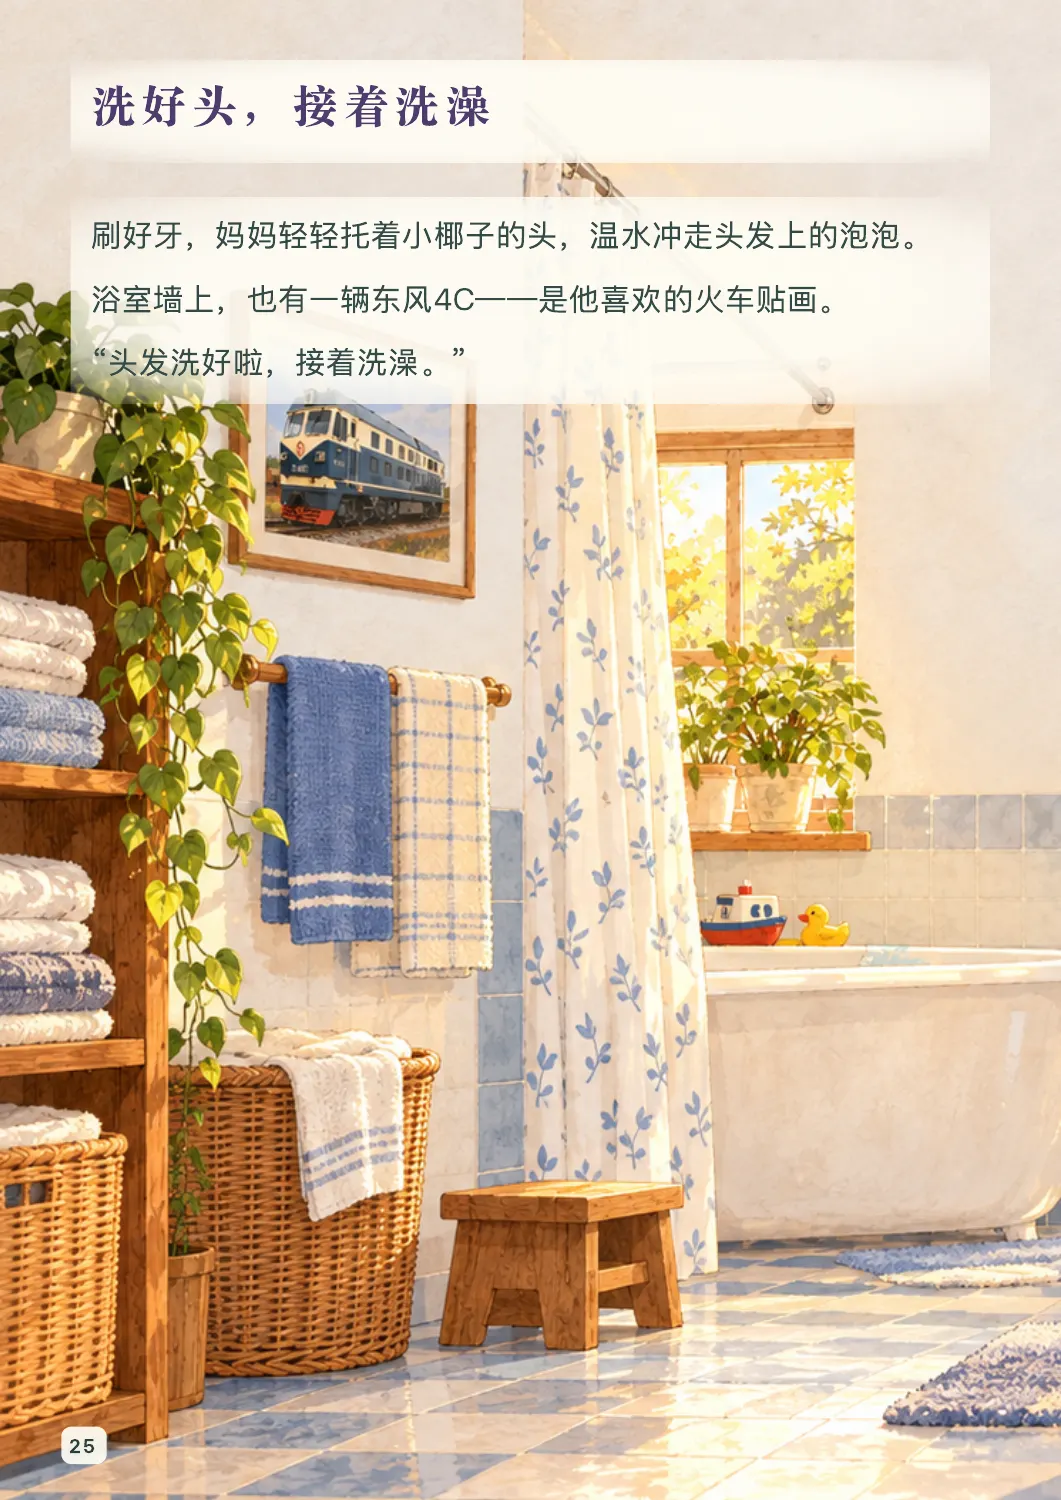 洗好头，接着洗澡
刷好牙，妈妈轻轻托着小椰子的头，温水冲走头发上的泡泡。
浴室墙上，也有一辆东风4C——是他喜欢的火车贴画。
“头发洗好啦，接着洗澡。”
25